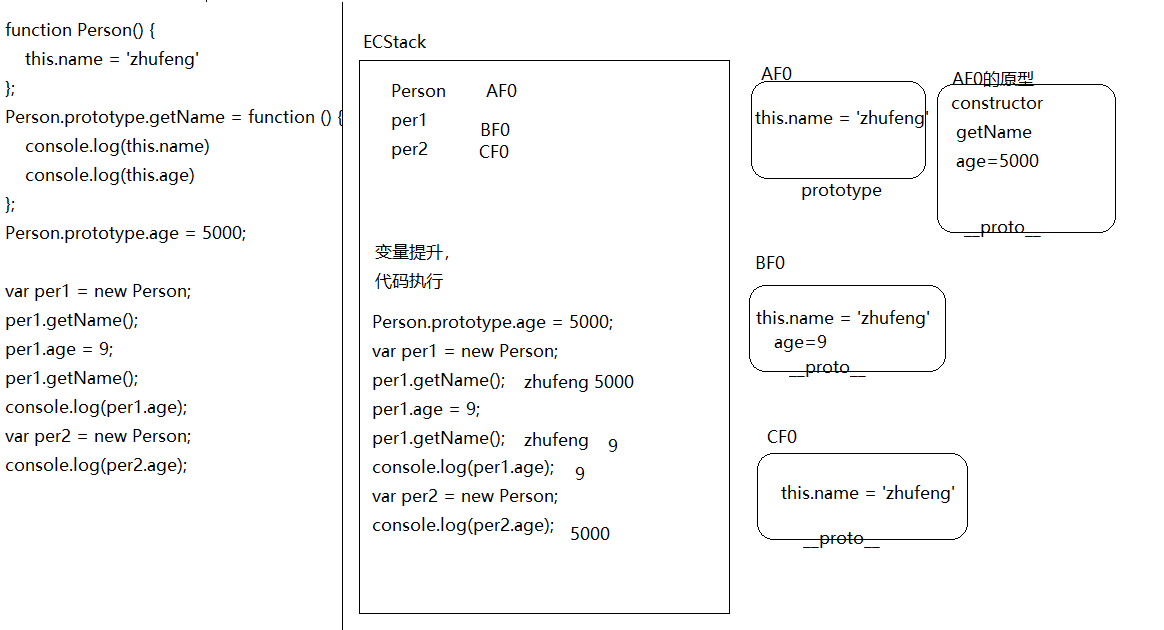 function Person() {
this.name = 'zhufeng'
};
Person.prototype.getName = function () {
console.log(this.name)
console.log(this.age)
};
Person.prototype.age = 5000;
var per1 = new Person;
per1.getName();
per1.age = 9;
per1.getName();
console.log(per1.age);
var per2 = new Person;
console.log(per2.age);
ECStack
Person AF0
per1 BF0
per2 CF0
变量提升，
代码执行
Person.prototype.age = 5000;
var per1 = new Person;
per1.getName(); zhufeng 5000
per1.age = 9;
per1.getName(); zhufeng 9
console.log(per1.age); 9
var per2 = new Person;
console.log(per2.age); 5000
AF0
this.name = 'zhufeng'
prototype
AF0的原型
constructor
getName
age=5000
__proto__
BF0
this.name = 'zhufeng'
age=9
__proto__
CF0
this.name = 'zhufeng'
__proto__